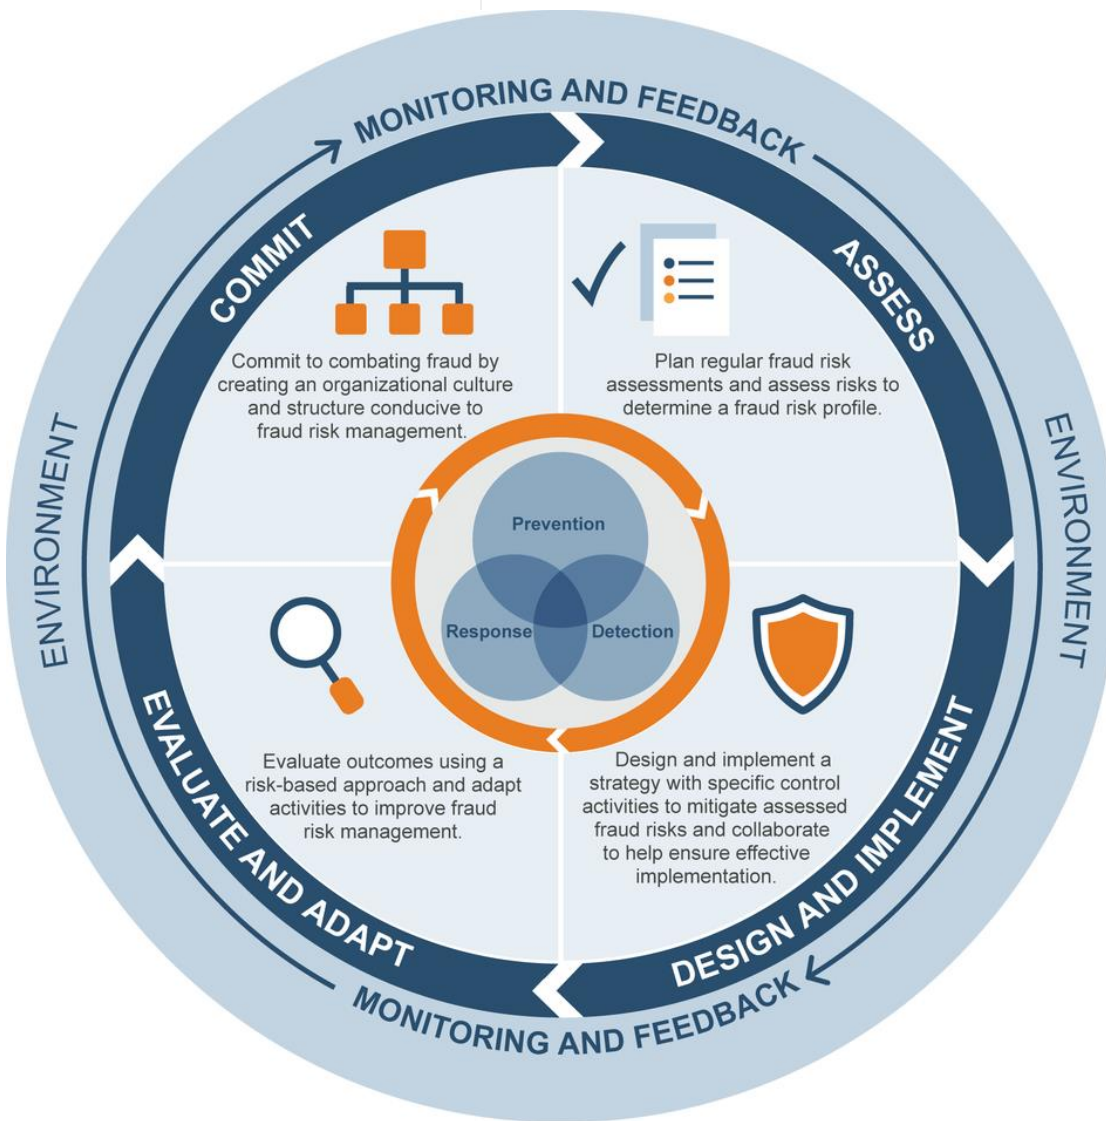 MONITORING AND FEEDBACK
COMMIT
ASSESS
Commit to combating fraud by
creating an organizational culture
and structure conducive to
fraud risk management.
Plan regular fraud risk
assessments and assess risks to
determine a fraud risk profile.
ENVIRONMENT
ENVIRONMENT
Prevention
Response
Detection
Evaluate outcomes using a
risk-based approach and adapt
activities to improve fraud
risk management.
Design and implement a
strategy with specific control
activities to mitigate assessed
fraud risks and collaborate
to help ensure effective
implementation.
EVALUATE AND ADAPT
DESIGN AND IMPLEMENT
MONITORING AND FEEDBACK